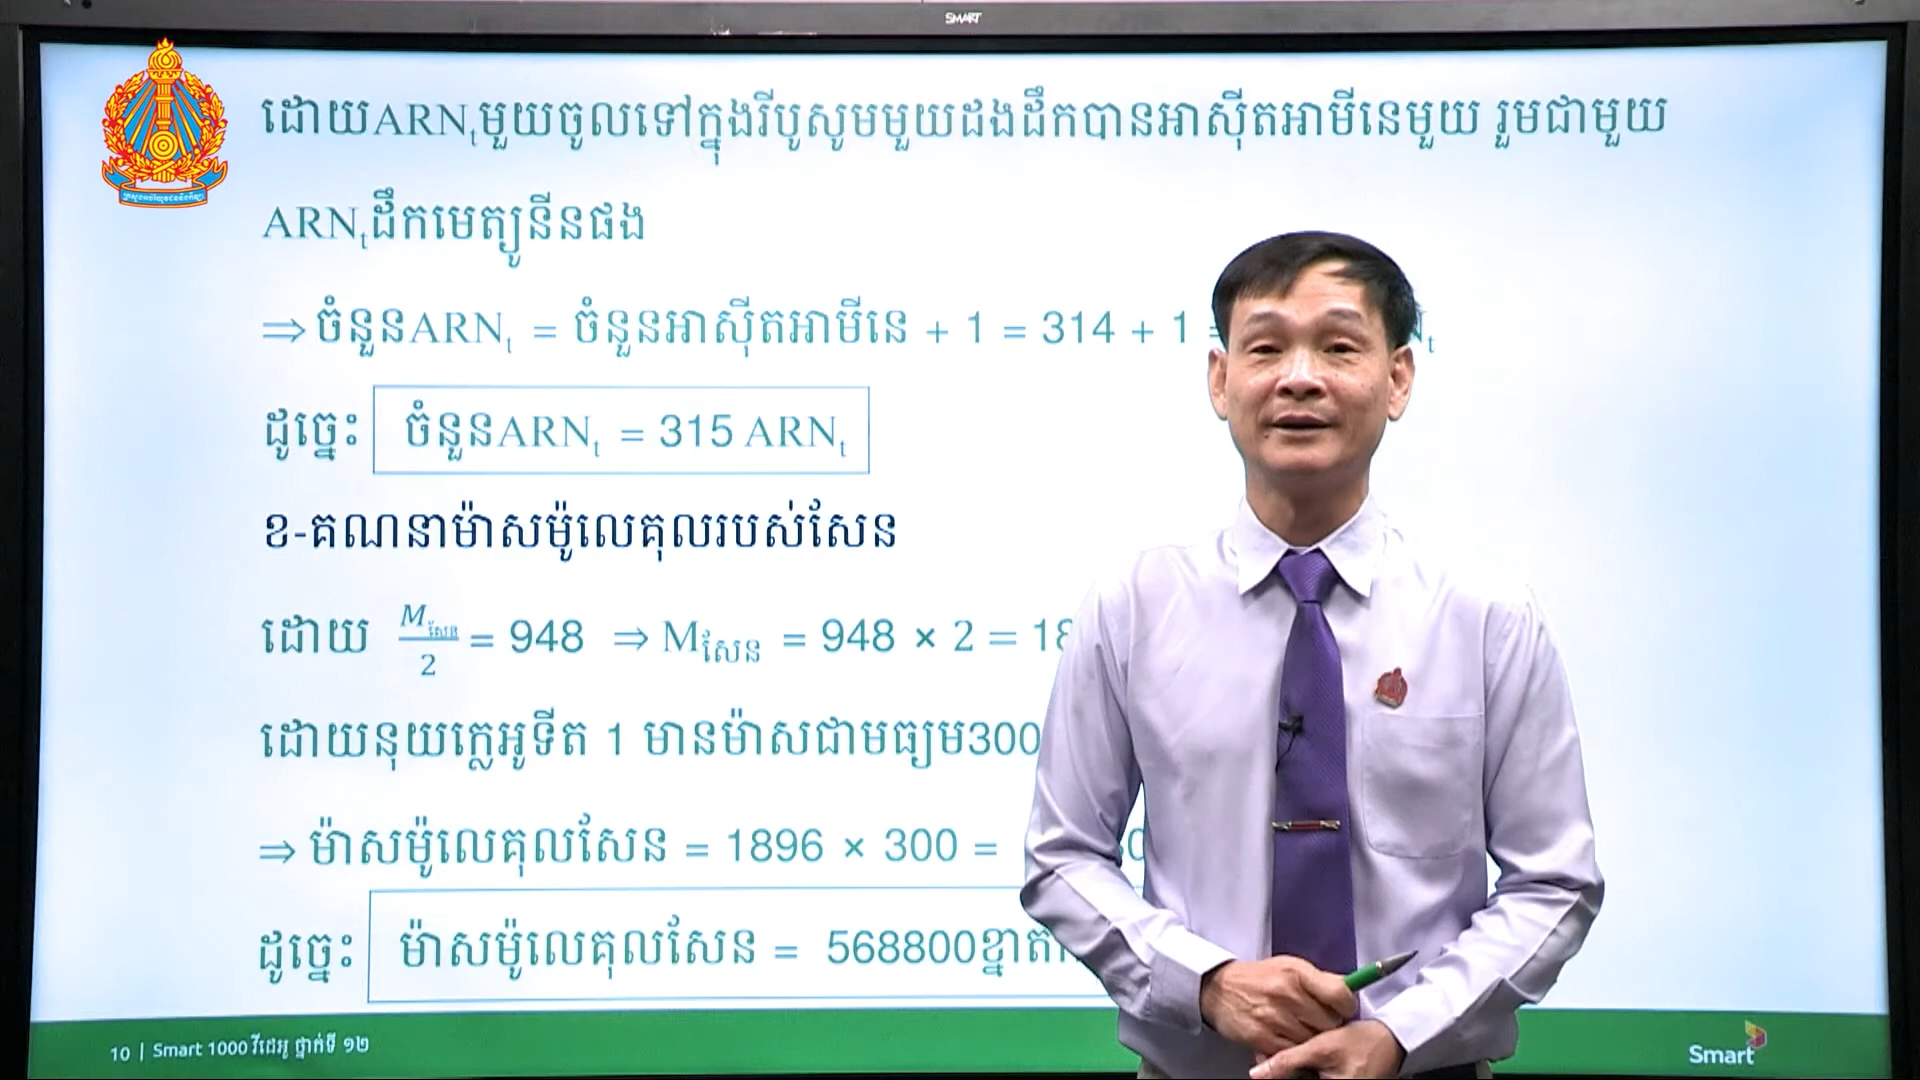 SMART
ដោយARNtមួយចូលទៅក្នុងរីបូសូមមួយដងដឹកបានអាស៊ីតអាមីនេមួយ រួមជាមួយ
ARNtដឹកមេត្យូនីនផង
⇒ ចំនួនARNt = ចំនួនអាស៊ីតអាមីនេ + 1 = 314 + 1
ដូច្នេះ ចំនួនARNt = 315 ARNt
ខ-គណនាម៉ាសម៉ូលេគុលរបស់សែន
ដោយ Mសែន/2 = 948 ⇒ Mសែន = 948 × 2 =
ដោយនុយក្លេអូទីត 1 មានម៉ាសជាមធ្យម300
⇒ ម៉ាសម៉ូលេគុលសែន = 1896 × 300 =
ដូច្នេះ ម៉ាសម៉ូលេគុលសែន = 568800
10 | Smart 1000 វីដេអូ ថ្នាក់ទី ១២
Smart